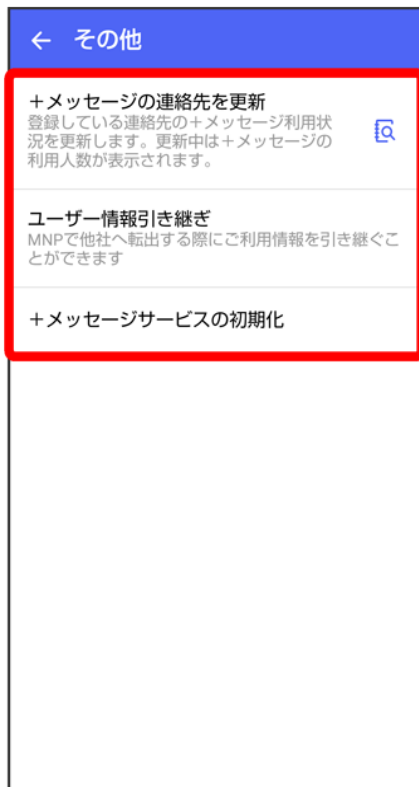 その他
+メッセージの連絡先を更新
登録している連絡先の+メッセージ利用状
況を更新します。更新中は+メッセージの
利用人数が表示されます。
ユーザー情報引き継ぎ
MNPで他社へ転出する際にご利用情報を引き継ぐこ
とができます
+メッセージサービスの初期化